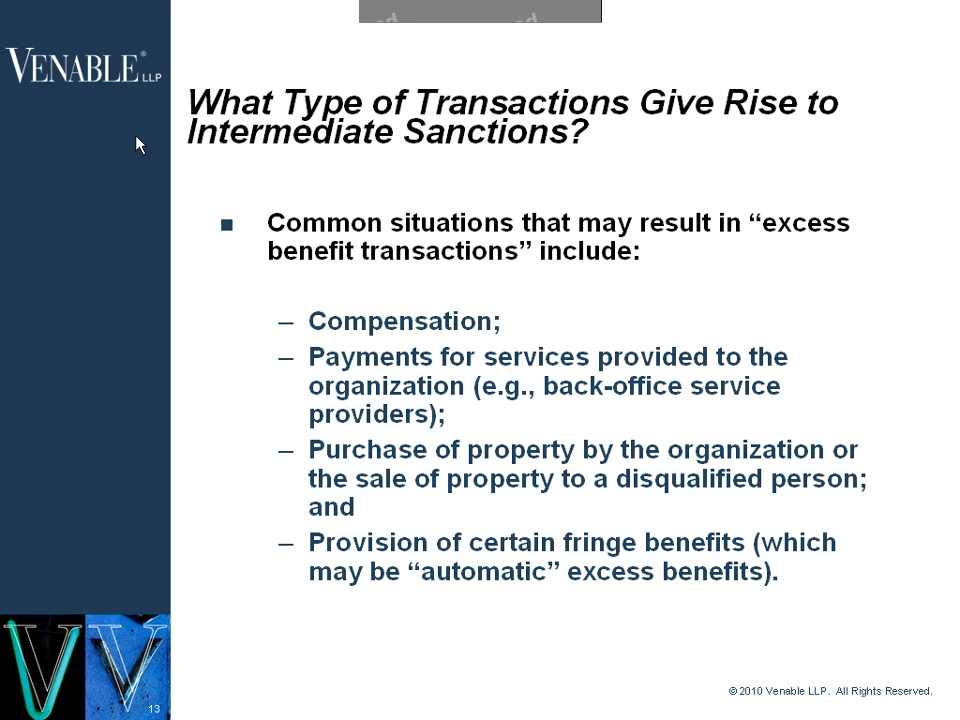 VENABLE® LLP
What Type of Transactions Give Rise to
Intermediate Sanctions?
■ Common situations that may result in “excess
benefit transactions” include:
– Compensation;
– Payments for services provided to the
organization (e.g., back-office service
providers);
– Purchase of property by the organization or
the sale of property to a disqualified person;
and
– Provision of certain fringe benefits (which
may be “automatic” excess benefits).
© 2010 Venable LLP. All Rights Reserved.
13